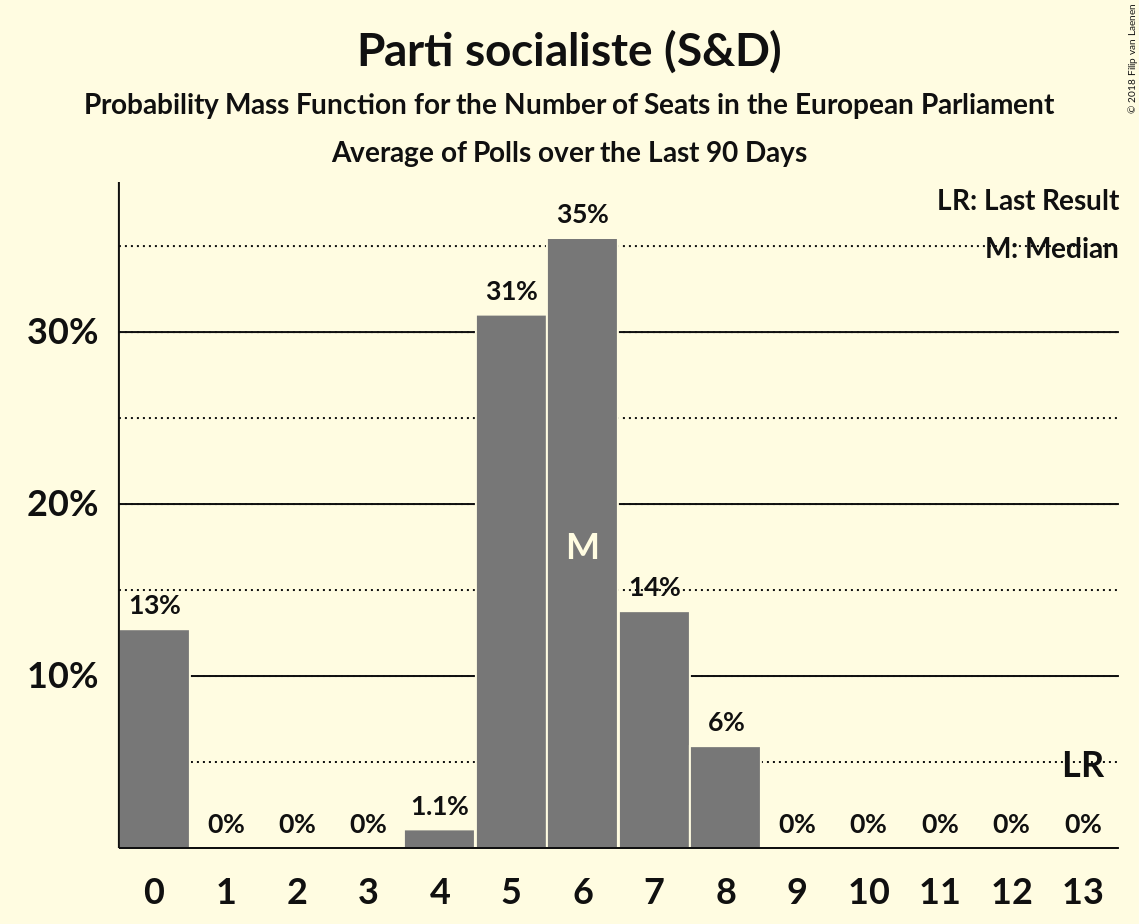 Parti socialiste (S&D)
Probability Mass Function for the Number of Seats in the European Parliament
Average of Polls over the Last 90 Days
© 2018 Filip van Laenen
LR: Last Result
M: Median
35%
31%
30%
20%
M
14%
13%
10%
6%
LR
1.1%
0% 0% 0% 0% 0% 0% 0% 0%
0 1 2 3 4 5 6 7 8 9 10 11 12 13